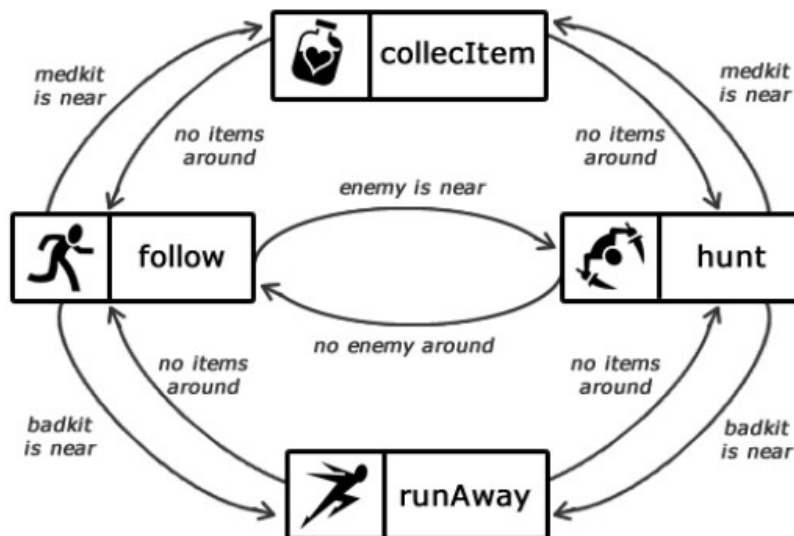 collecItem
medkit
is near
medkit
is near
no items
around
no items
around
enemy is near
follow
hunt
no enemy around
no items
around
no items
around
badkit
is near
badkit
is near
runAway